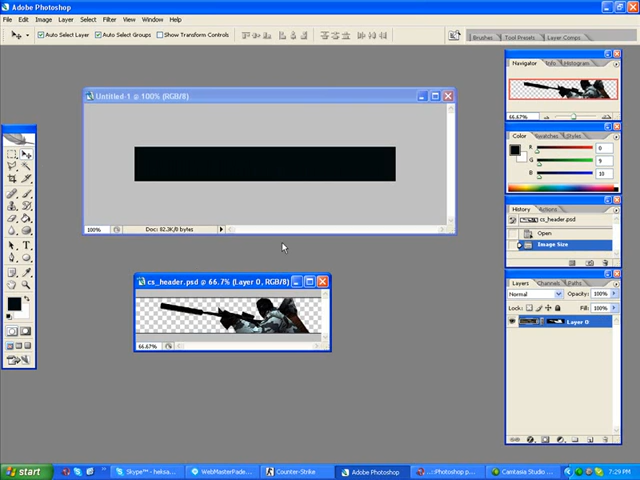 Adobe Photoshop
File Edit Image Layer Select Filter View Window Help
Auto Select Layer Auto Select Groups Show Transform Controls
Brushes Tool Presets Layer Comps
Untitled-1 @ 100% (RGB/8)
100% Doc: 82.3K/0 bytes
cs_header.psd @ 66.7% (Layer 0, RGB/8)
66.67%
Navigator Info Histogram
66.67%
Color Swatches Styles
R 0
G 9
B 10
History Actions
cs_header.psd
Open
Image Size
Layers Channels Paths
Normal Opacity: 100%
Lock: Fill: 100%
Layer 0
start Skype™ - heksa... WebMasterPade... Counter-Strike Adobe Photoshop ..::Photoshop p... Camtasia Studio ... 7:29 PM